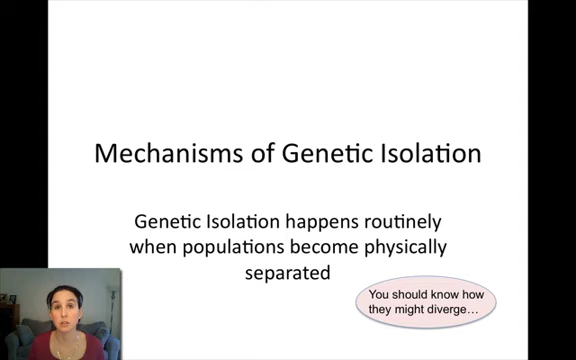 Mechanisms of Genetic Isolation
Genetic Isolation happens routinely
when populations become physically
separated
You should know how
they might diverge…